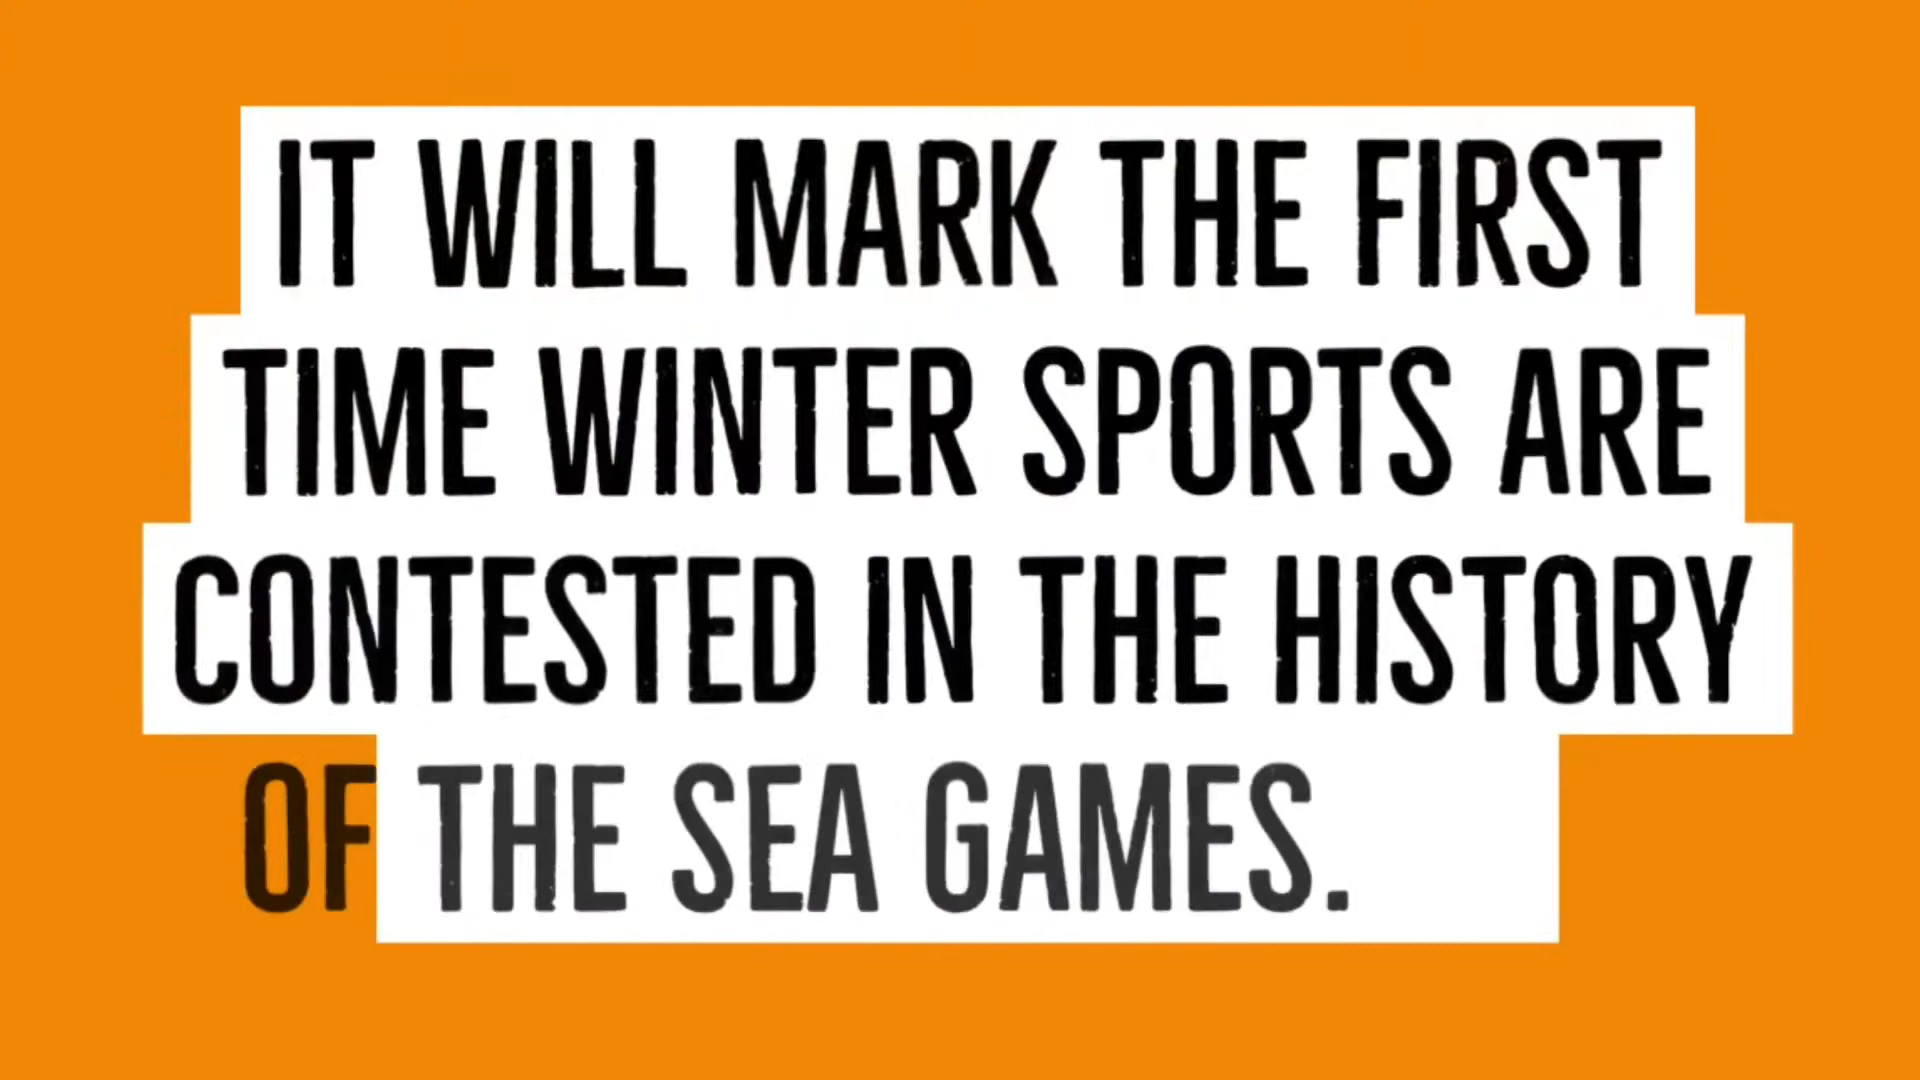 IT WILL MARK THE FIRST
TIME WINTER SPORTS ARE
CONTESTED IN THE HISTORY
OF THE SEA GAMES.